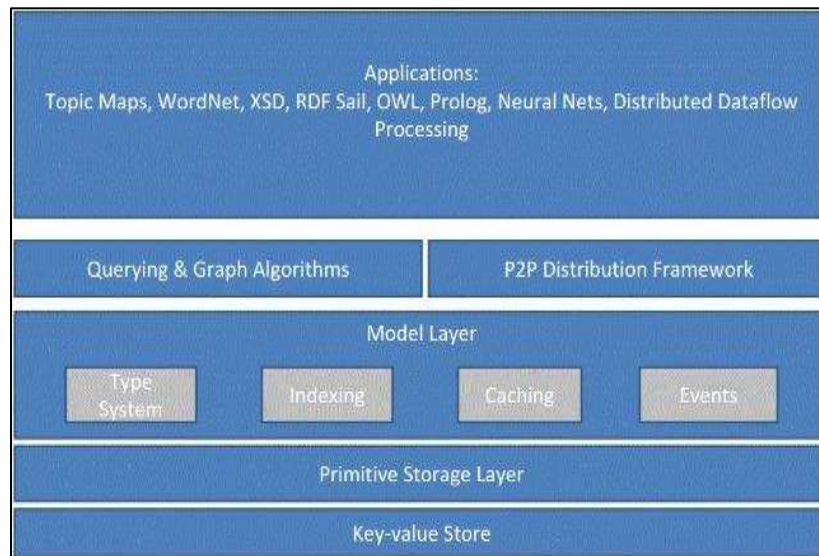 Applications:
Topic Maps, WordNet, XSD, RDF Sail, OWL, Prolog, Neural Nets, Distributed Dataflow
Processing
Querying & Graph Algorithms
P2P Distribution Framework
Model Layer
Type
System
Indexing
Caching
Events
Primitive Storage Layer
Key-value Store